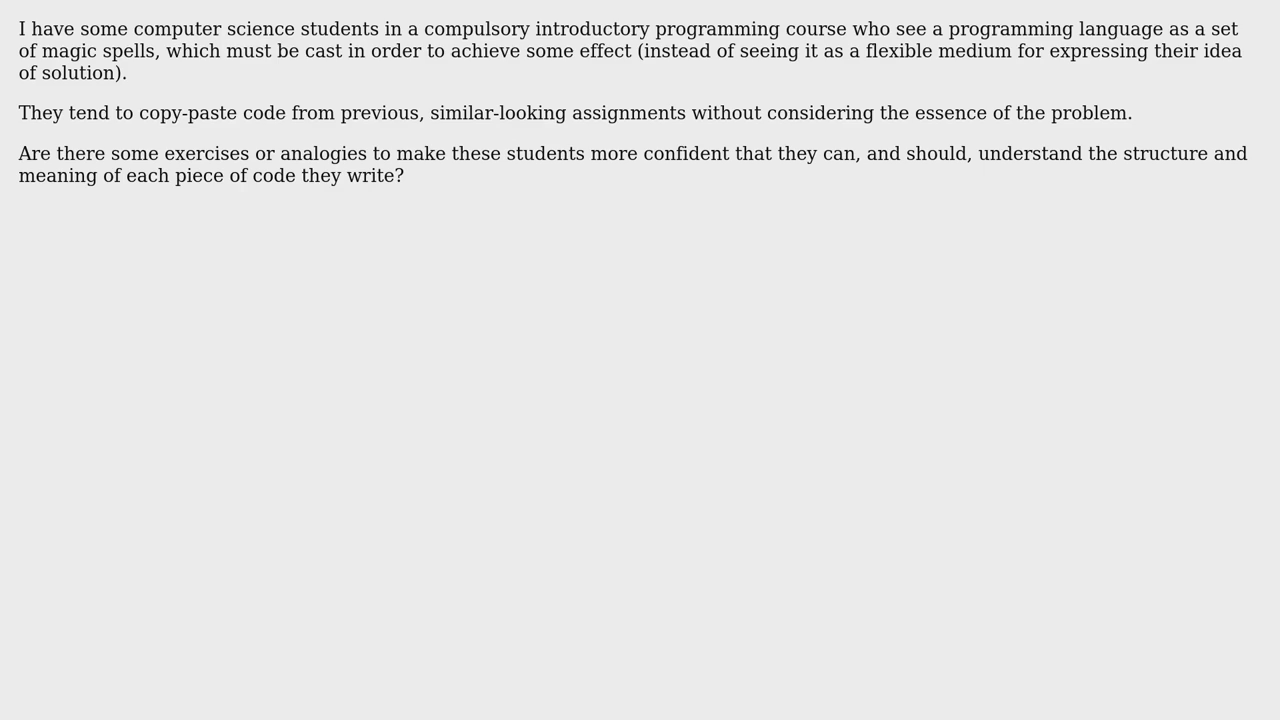 I have some computer science students in a compulsory introductory programming course who see a programming language as a set
of magic spells, which must be cast in order to achieve some effect (instead of seeing it as a flexible medium for expressing their idea
of solution).
They tend to copy-paste code from previous, similar-looking assignments without considering the essence of the problem.
Are there some exercises or analogies to make these students more confident that they can, and should, understand the structure and
meaning of each piece of code they write?